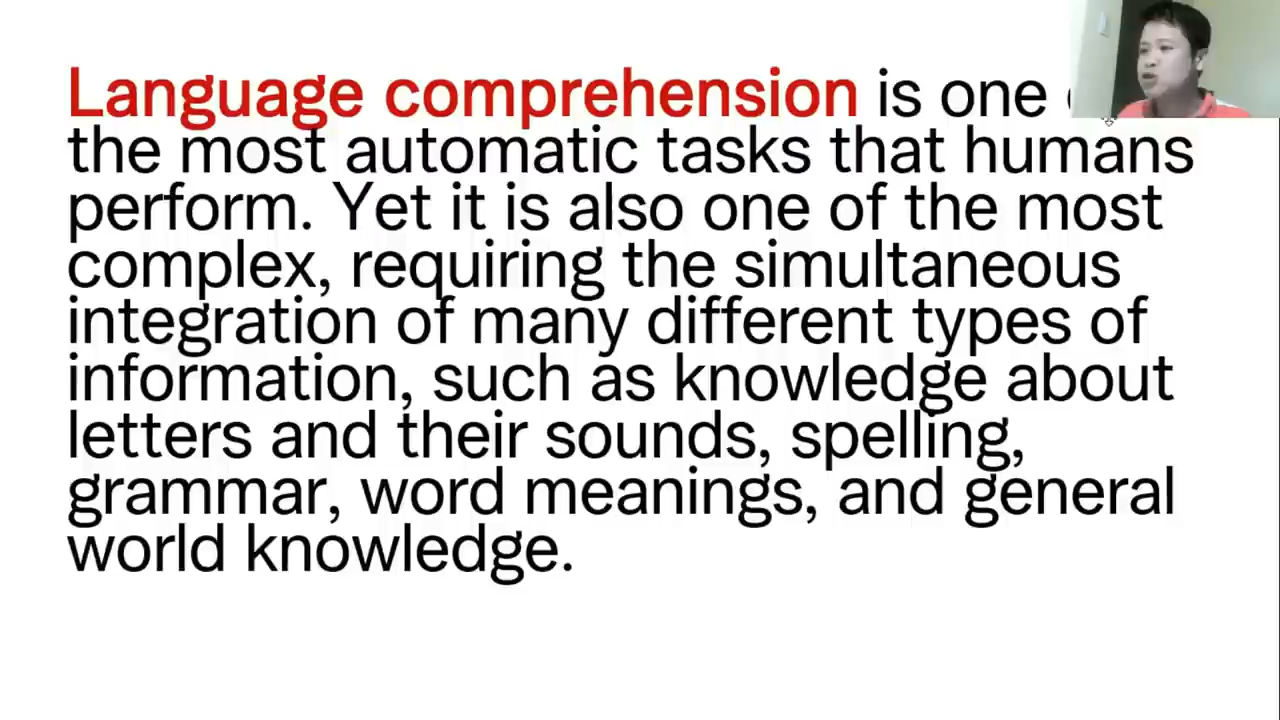 Language comprehension is one
the most automatic tasks that humans
perform. Yet it is also one of the most
complex, requiring the simultaneous
integration of many different types of
information, such as knowledge about
letters and their sounds, spelling,
grammar, word meanings, and general
world knowledge.